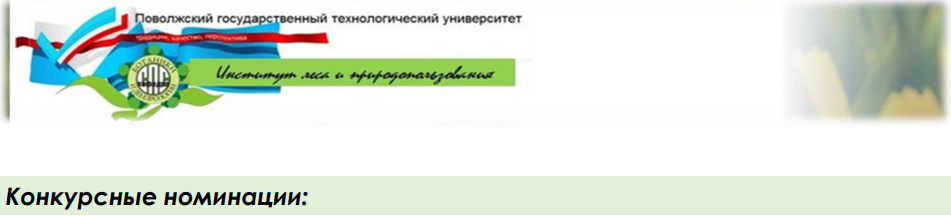 Поволжский государственный технологический университет
традиции, качество, перспектива
Институт леса и природопользования
Конкурсные номинации: